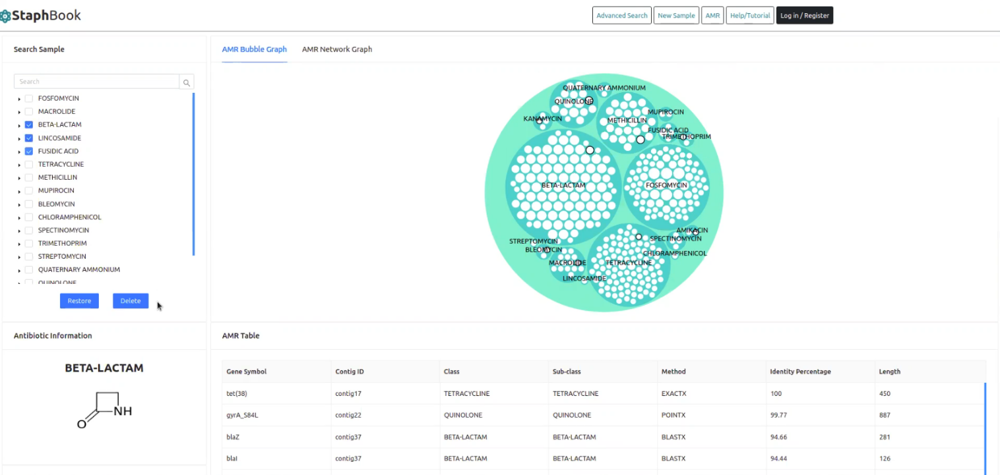 StaphBook
Advanced Search New Sample AMR Help/Tutorial Log in / Register
Search Sample
Search
FOSFOMYCIN
MACROLIDE
BETA-LACTAM
LINCOSAMIDE
FUSIDIC ACID
TETRACYCLINE
METHICILLIN
MUPIROCIN
BLEOMYCIN
CHLORAMPHENICOL
SPECTINOMYCIN
TRIMETHOPRIM
STREPTOMYCIN
QUATERNARY AMMONIUM
QUINOLONE
Restore Delete
Antibiotic Information
BETA-LACTAM
NH
O
AMR Bubble Graph AMR Network Graph
QUATERNARY AMMONIUM
QUINOLONE
MUPIROCIN
KANAMYCIN
METHICILLIN
FUSIDIC ACID
TRIMETHOPRIM
BETA-LACTAM
FOSFOMYCIN
AMIKACIN
SPECTINOMYCIN
STREPTOMYCIN
BLEOMYCIN
CHLORAMPHENICOL
MACROLIDE
TETRACYCLINE
LINCOSAMIDE
AMR Table
Gene Symbol Contig ID Class Sub-class Method Identity Percentage Length
tet(38) contig17 TETRACYCLINE TETRACYCLINE EXACTX 100 450
gyrA_S84L contig22 QUINOLONE QUINOLONE POINTX 99.77 887
blaZ contig37 BETA-LACTAM BETA-LACTAM BLASTX 94.66 281
blaI contig37 BETA-LACTAM BETA-LACTAM BLASTX 94.44 126